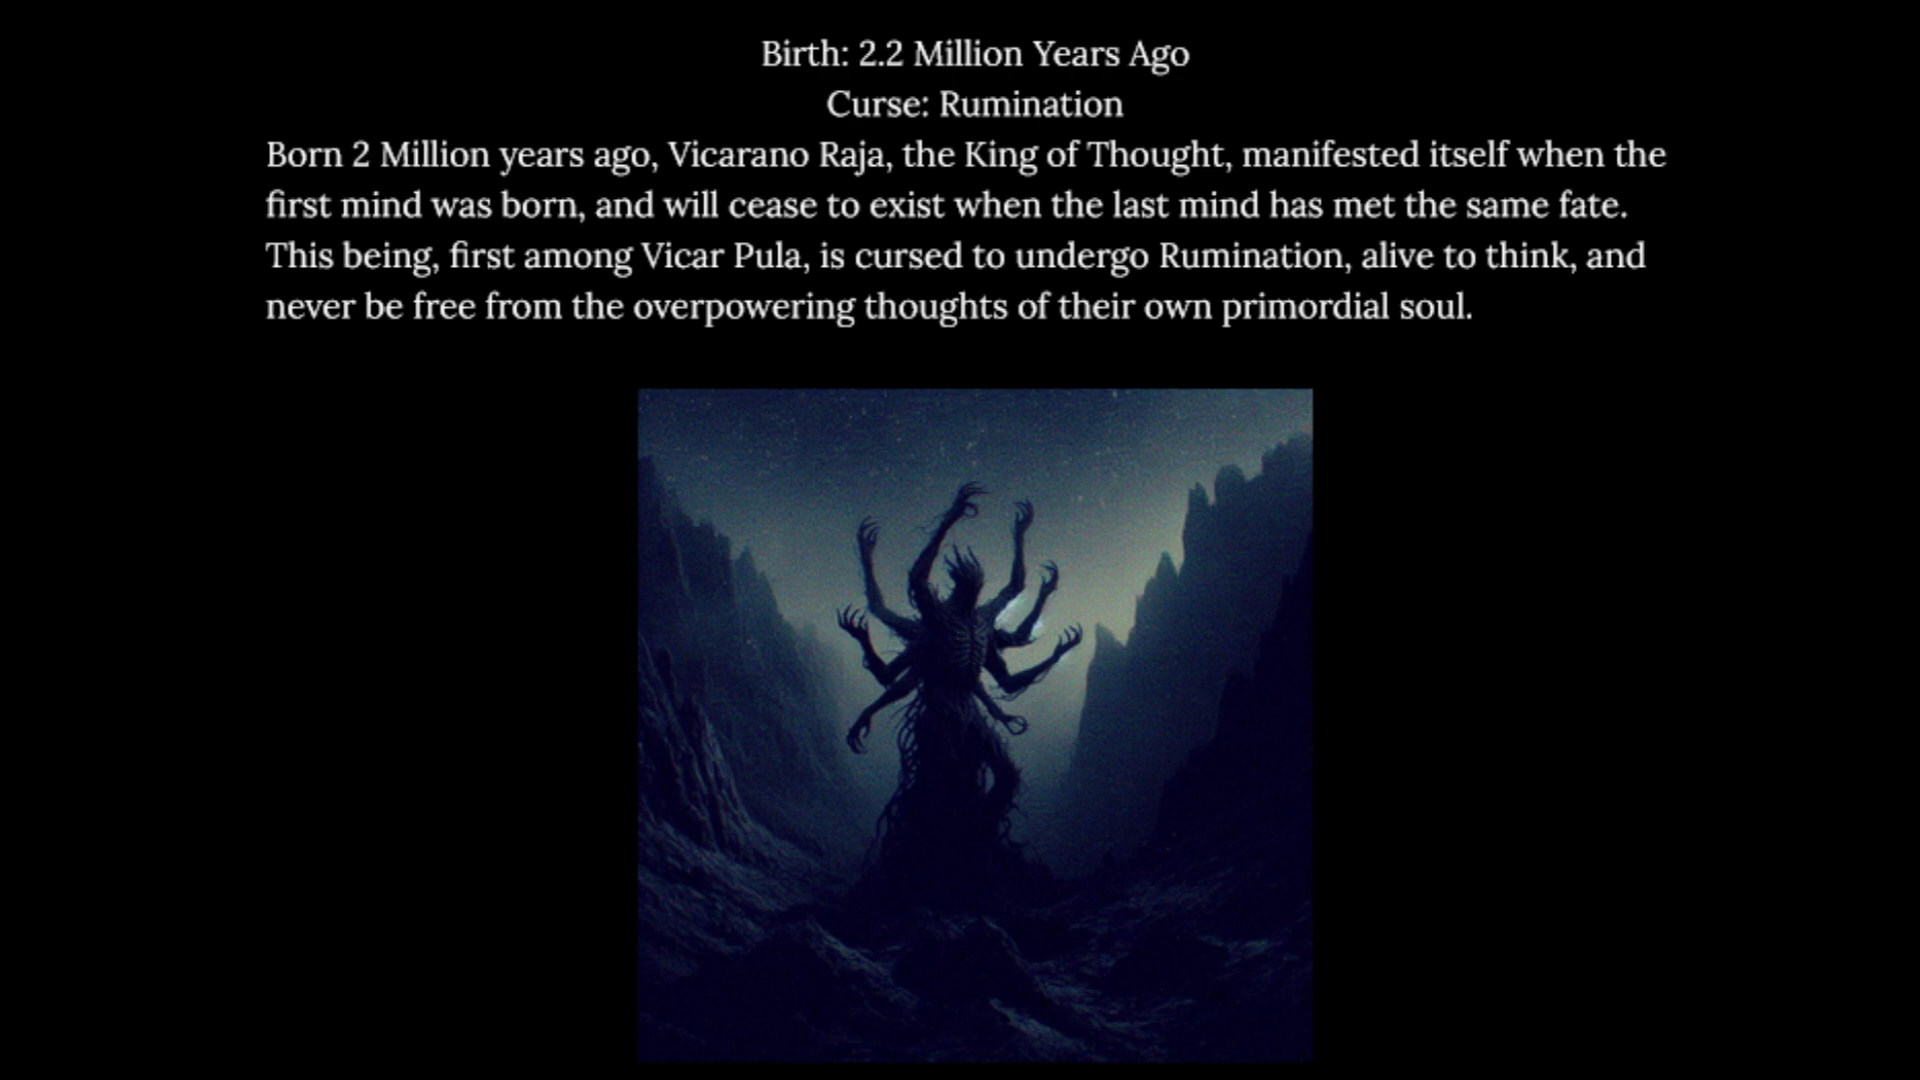 Birth: 2.2 Million Years Ago
Curse: Rumination
Born 2 Million years ago, Vicarano Raja, the King of Thought, manifested itself when the
first mind was born, and will cease to exist when the last mind has met the same fate.
This being, first among Vicar Pula, is cursed to undergo Rumination, alive to think, and
never be free from the overpowering thoughts of their own primordial soul.